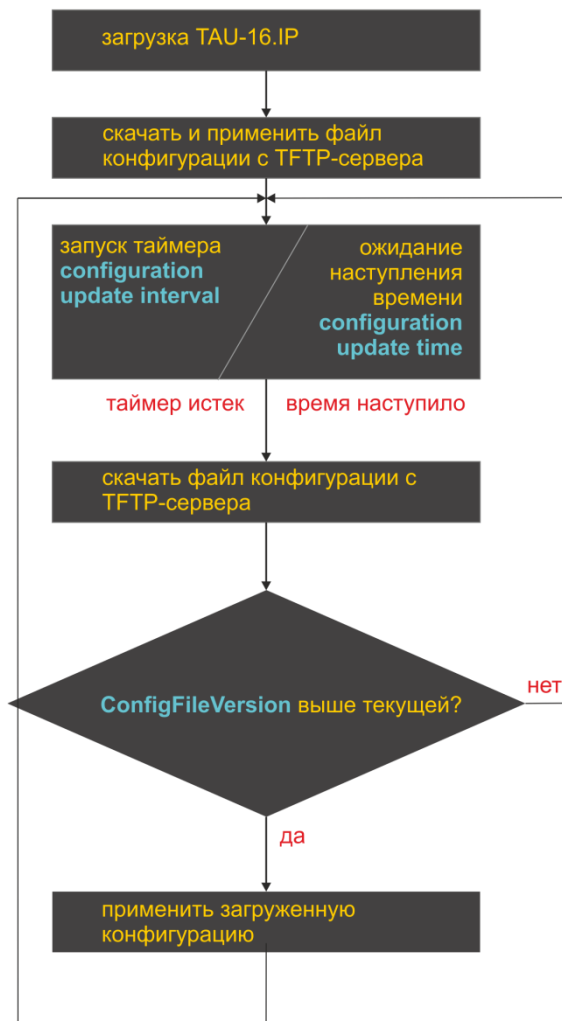 загрузка TAU-16.IP
скачать и применить файл
конфигурации с TFTP-сервера
запуск таймера
configuration
update interval
ожидание
наступления
времени
configuration
update time
таймер истек
время наступило
скачать файл конфигурации с
TFTP-сервера
ConfigFileVersion выше текущей?
нет
да
применить загруженную
конфигурацию